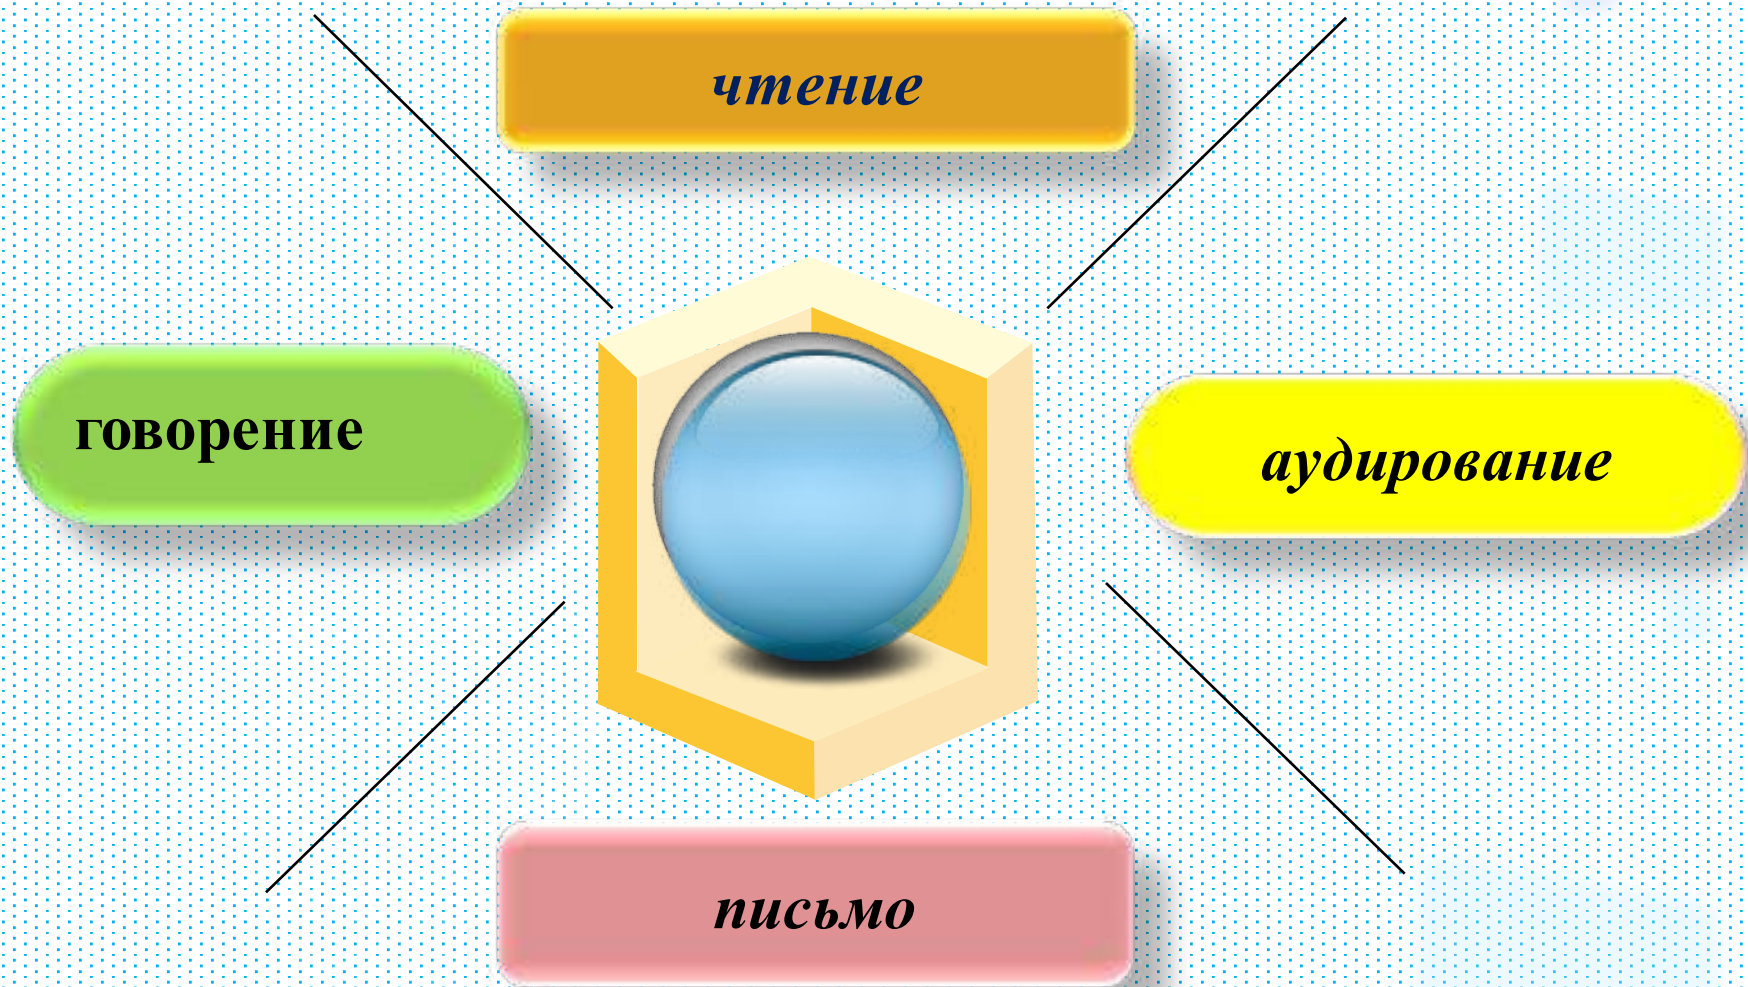 чтение
говорение
аудирование
письмо